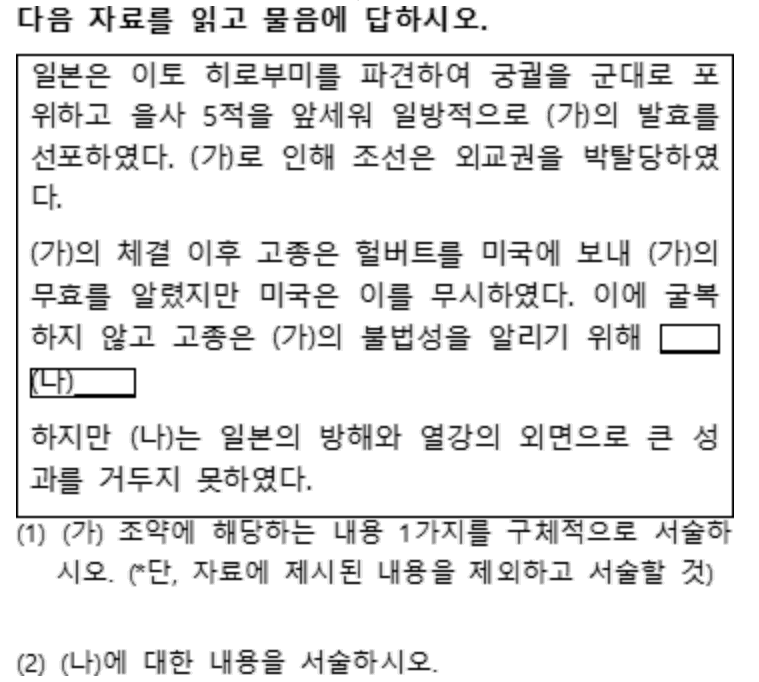 다음 자료를 읽고 물음에 답하시오.
일본은 이토 히로부미를 파견하여 궁궐을 군대로 포
위하고 을사 5적을 앞세워 일방적으로 (가)의 발효를
선포하였다. (가)로 인해 조선은 외교권을 박탈당하였
다.
(가)의 체결 이후 고종은 헐버트를 미국에 보내 (가)의
무효를 알렸지만 미국은 이를 무시하였다. 이에 굴복
하지 않고 고종은 (가)의 불법성을 알리기 위해
(나)
하지만 (나)는 일본의 방해와 열강의 외면으로 큰 성
과를 거두지 못하였다.
(1) (가) 조약에 해당하는 내용 1가지를 구체적으로 서술하
시오. (*단, 자료에 제시된 내용을 제외하고 서술할 것)
(2) (나)에 대한 내용을 서술하시오.